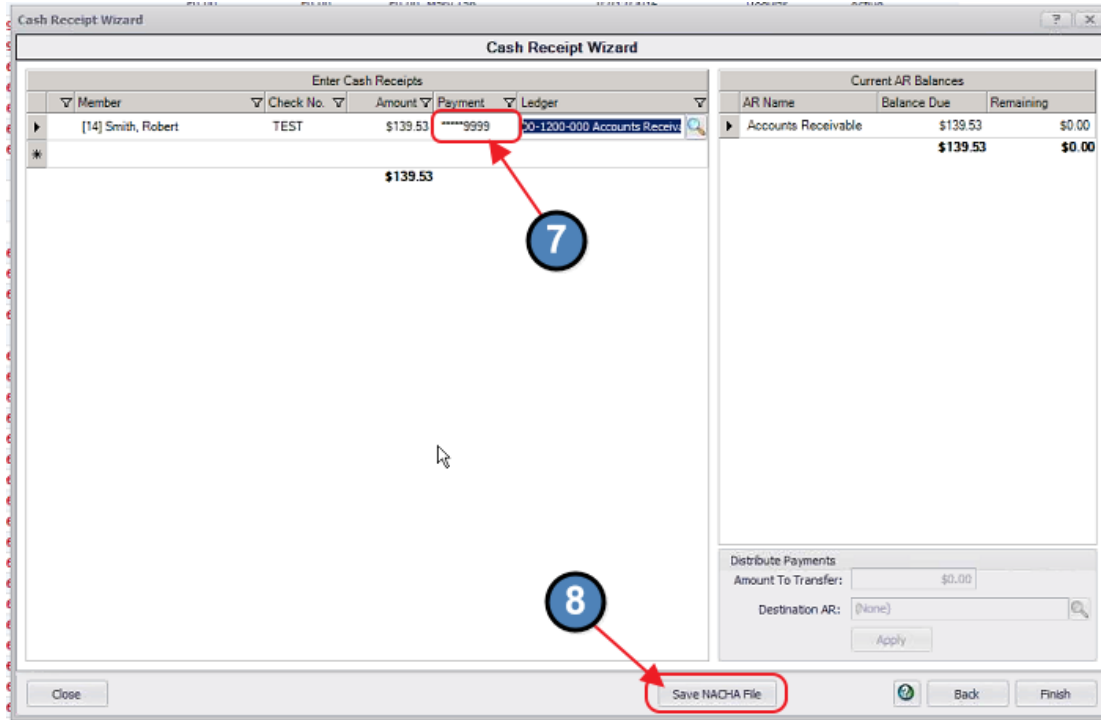 Cash Receipt Wizard
Cash Receipt Wizard
Enter Cash Receipts
Member Check No. Amount Payment Ledger
[14] Smith, Robert TEST $139.53 *****9999 00-1200-000 Accounts Receiva
$139.53
7
8
Current AR Balances
AR Name Balance Due Remaining
Accounts Receivable $139.53 $0.00
$139.53 $0.00
Distribute Payments
Amount To Transfer: $0.00
Destination AR: (None)
Apply
Close Save NACHA File Back Finish